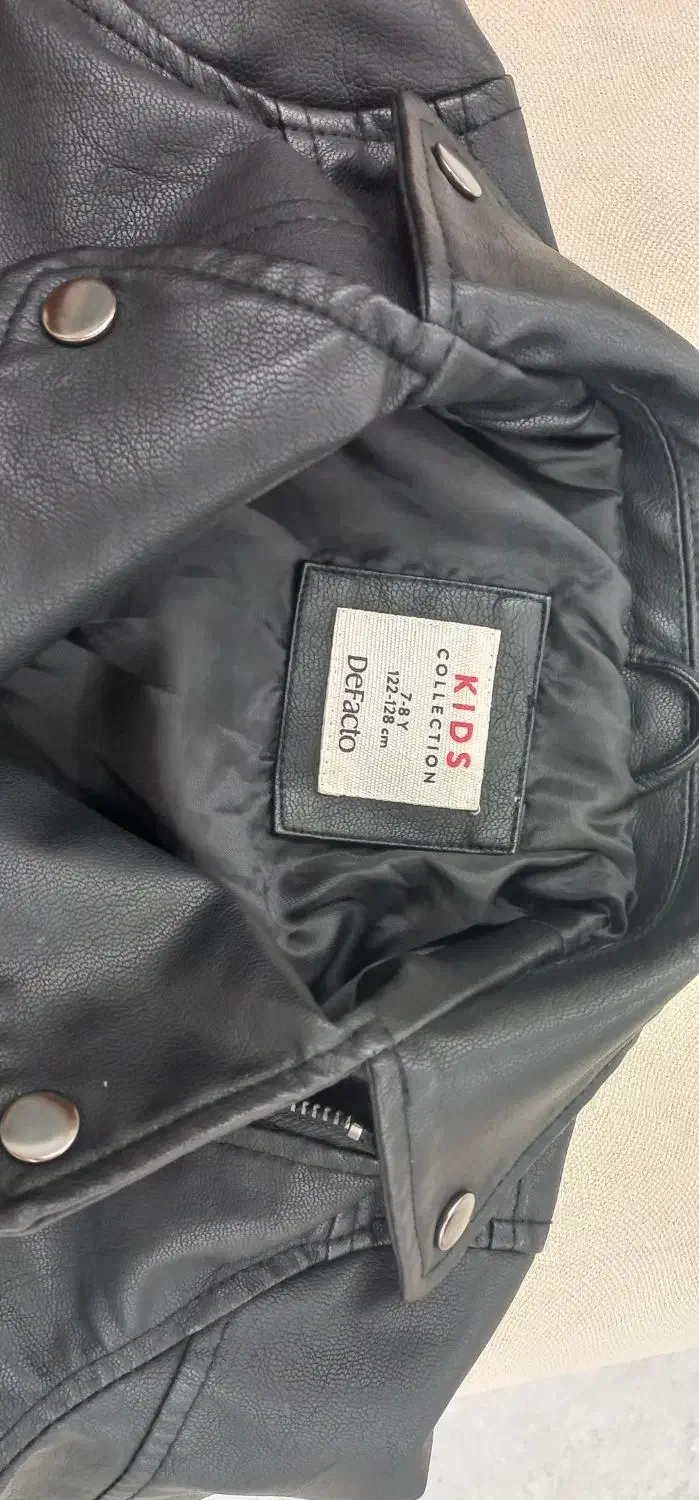 KIDS
COLLECTION
7-8 Y
122-128 cm
DeFacto